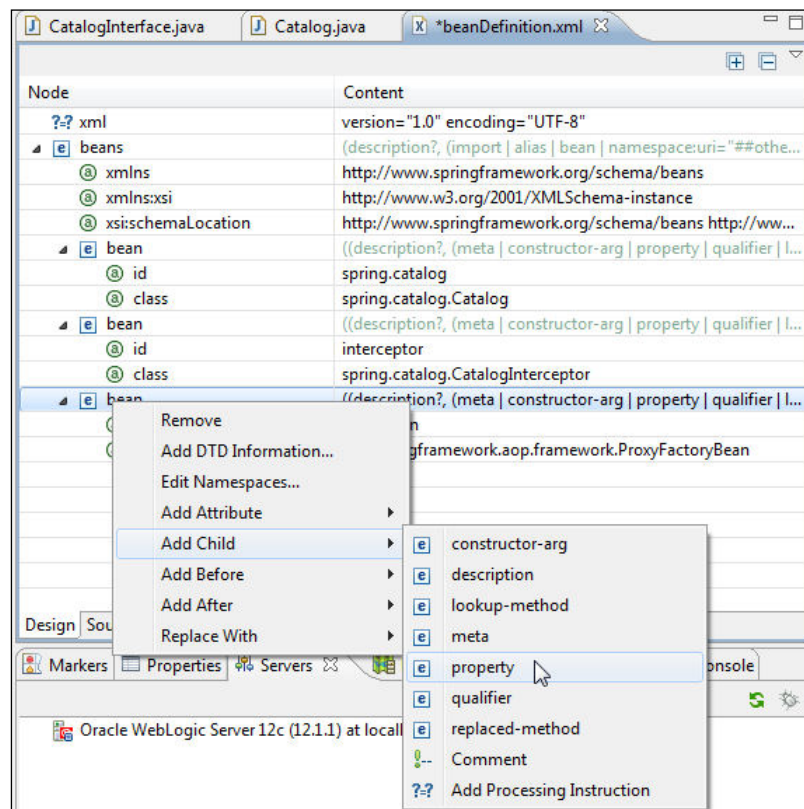 CatalogInterface.java Catalog.java *beanDefinition.xml
Node Content
?=? xml version="1.0" encoding="UTF-8"
e beans (description?, (import | alias | bean | namespace:uri="##othe...
a xmlns http://www.springframework.org/schema/beans
a xmlns:xsi http://www.w3.org/2001/XMLSchema-instance
a xsi:schemaLocation http://www.springframework.org/schema/beans http://ww...
e bean ((description?, (meta | constructor-arg | property | qualifier | l...
a id spring.catalog
a class spring.catalog.Catalog
e bean ((description?, (meta | constructor-arg | property | qualifier | l...
a id interceptor
a class spring.catalog.CatalogInterceptor
e bean ((description?, (meta | constructor-arg | property | qualifier | l...
Remove
Add DTD Information...
gframework.aop.framework.ProxyFactoryBean
Edit Namespaces...
Add Attribute
Add Child
Add Before
Add After
Replace With
e constructor-arg
e description
e lookup-method
e meta
e property
e qualifier
e replaced-method
Comment
?=? Add Processing Instruction
Design Sou
Markers Properties Servers onsole
Oracle WebLogic Server 12c (12.1.1) at locall